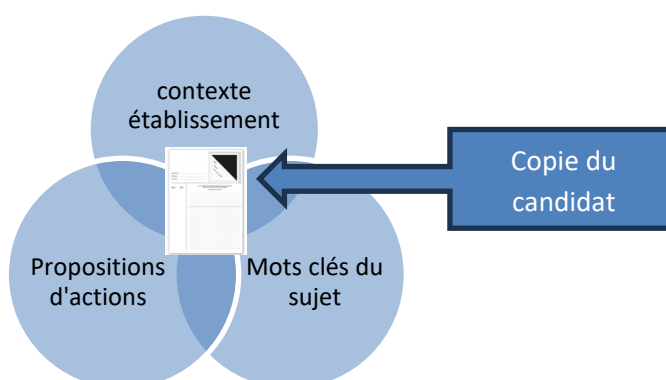 contexte
établissement
Copie du
candidat
Propositions
d'actions
Mots clés du
sujet